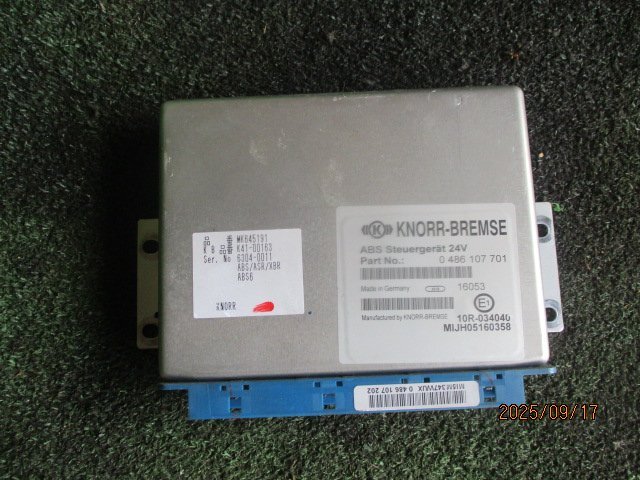 MK645191
K B K41-00163
Ser. No 6304-0011
ABS/ASR/XBR
ABS6
KNORR
KNORR-BREMSE
ABS Steuergerät 24V
Part No.: 0 486 107 701
Made in Germany 16053
Manufactured by KNORR-BREMSE E1
10R-034040
MIJH05160358
0 486 107 202
2025/09/17